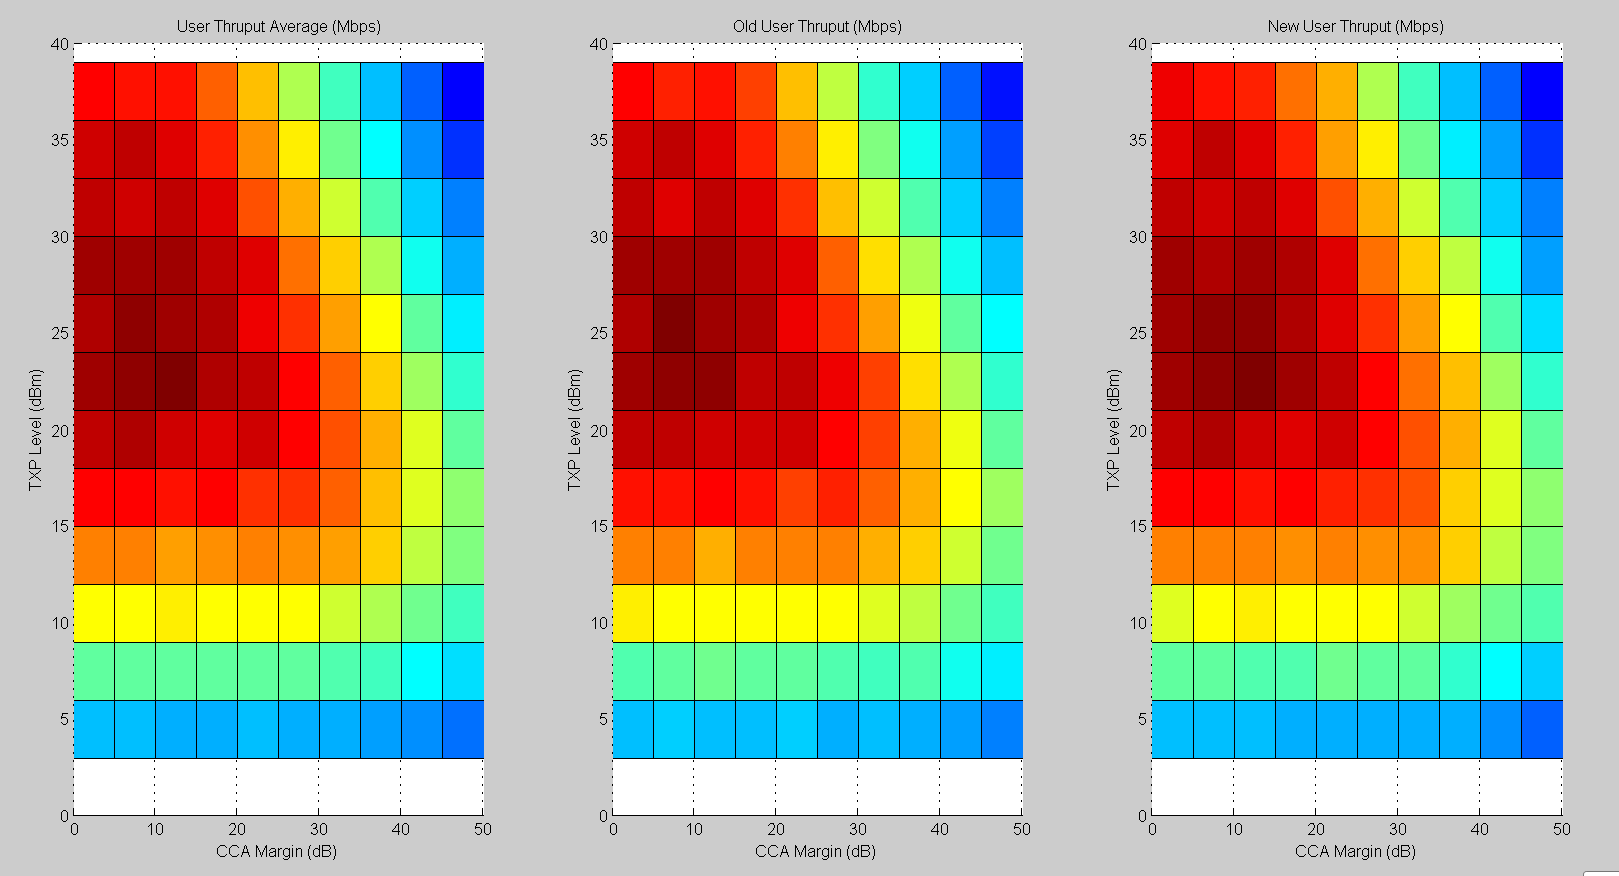 User Thruput Average (Mbps)
Old User Thruput (Mbps)
New User Thruput (Mbps)
40
35
30
25
20
15
10
5
0
TXP Level (dBm)
0 10 20 30 40 50
CCA Margin (dB)
40
35
30
25
20
15
10
5
0
TXP Level (dBm)
0 10 20 30 40 50
CCA Margin (dB)
40
35
30
25
20
15
10
5
0
TXP Level (dBm)
0 10 20 30 40 50
CCA Margin (dB)